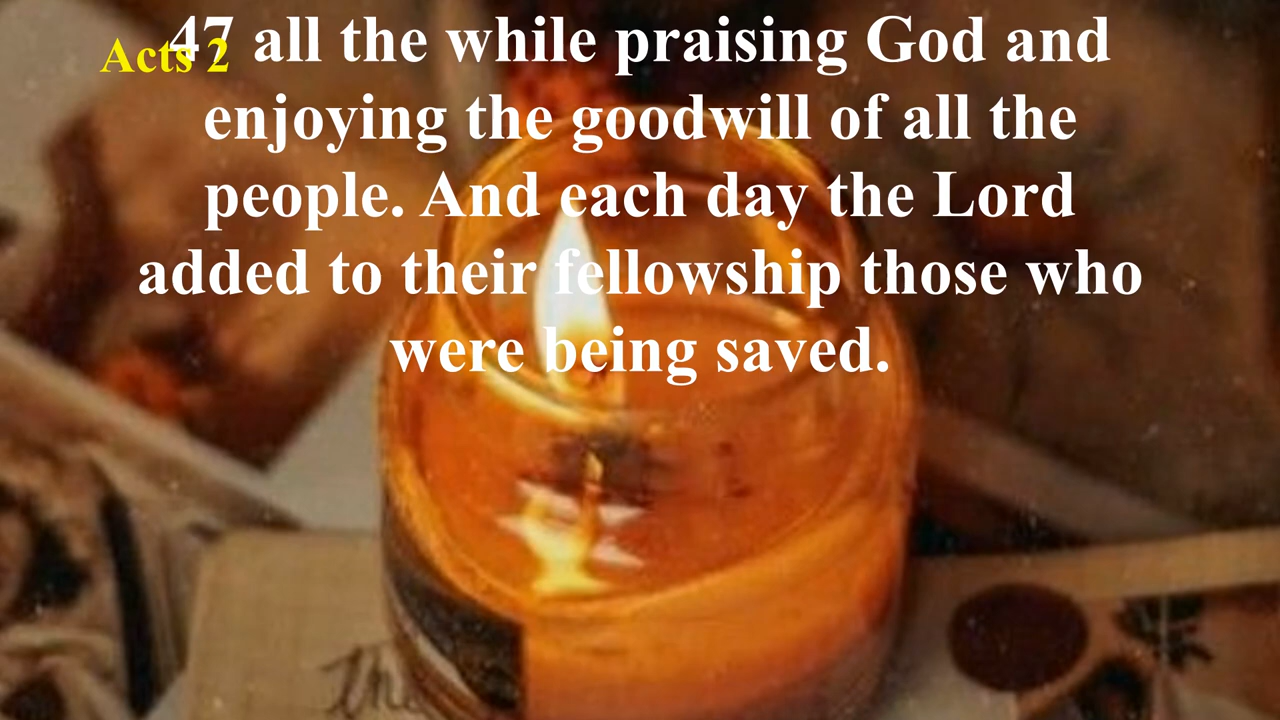 Acts 2
47 all the while praising God and
enjoying the goodwill of all the
people. And each day the Lord
added to their fellowship those who
were being saved.
the